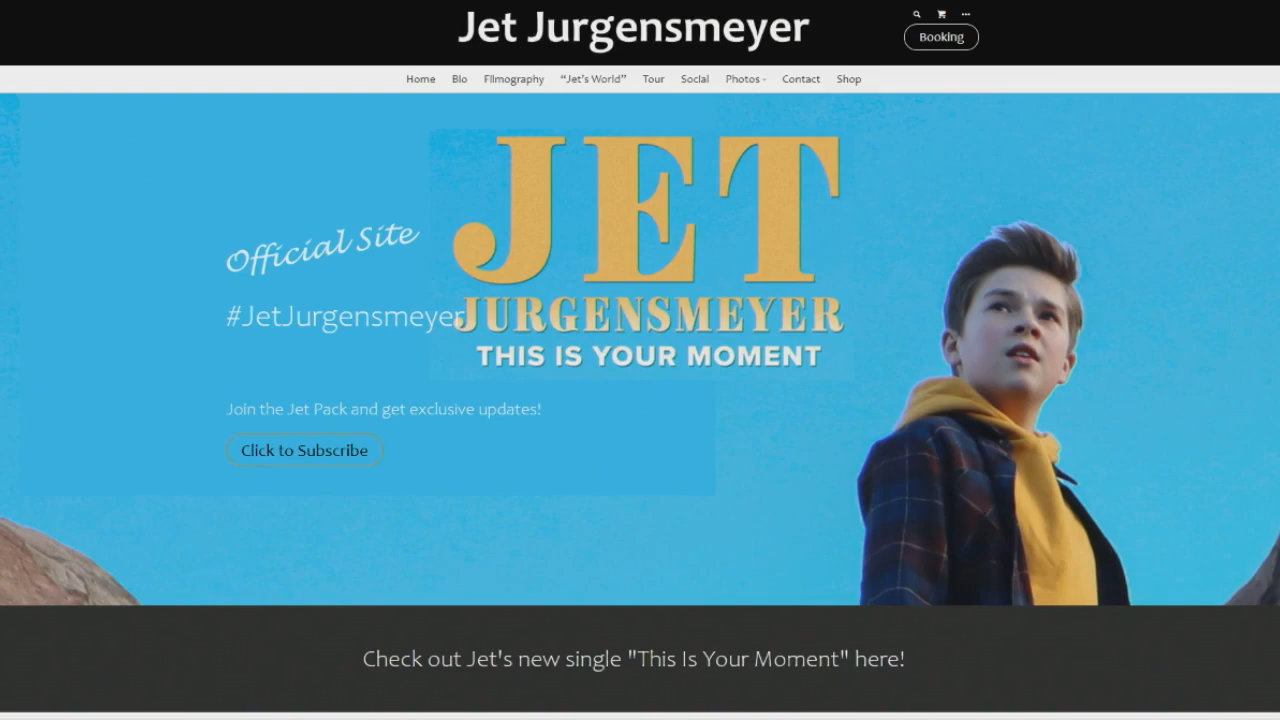 Jet Jurgensmeyer
Booking
Home Bio Filmography “Jet’s World” Tour Social Photos Contact Shop
JET
Official Site
#JetJurgensmeyer
JURGENSMEYER
THIS IS YOUR MOMENT
Join the Jet Pack and get exclusive updates!
Click to Subscribe
Check out Jet's new single "This Is Your Moment" here!